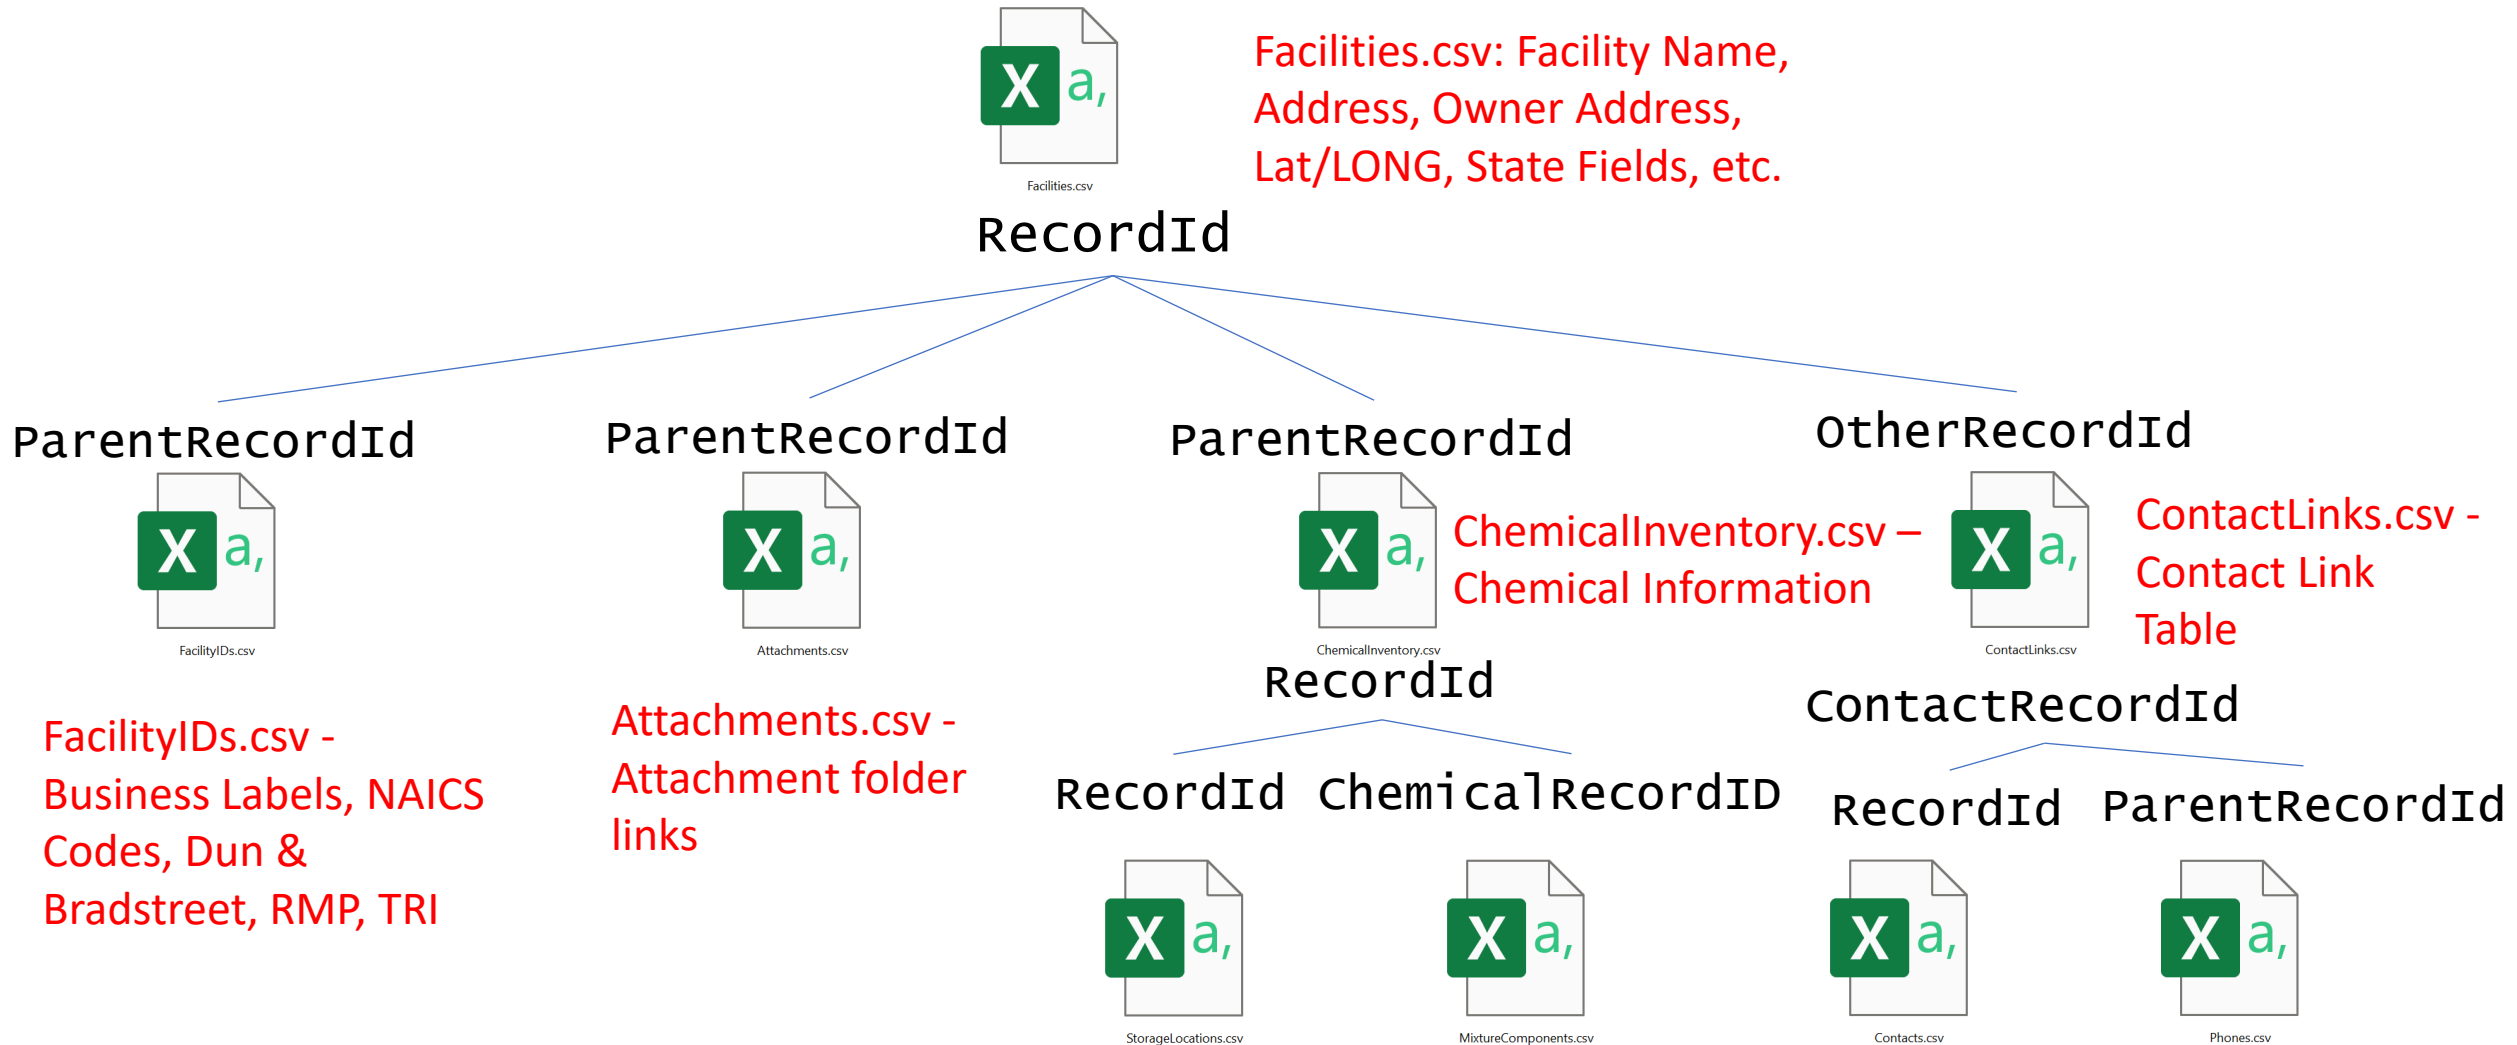 X a,
Facilities.csv
Facilities.csv: Facility Name,
Address, Owner Address,
Lat/LONG, State Fields, etc.
RecordId
ParentRecordId
X a,
FacilityIDs.csv
FacilityIDs.csv -
Business Labels, NAICS
Codes, Dun &
Bradstreet, RMP, TRI
ParentRecordId
X a,
Attachments.csv
Attachments.csv -
Attachment folder
links
ParentRecordId
X a,
ChemicalInventory.csv
ChemicalInventory.csv –
Chemical Information
RecordId
RecordId
X a,
StorageLocations.csv
ChemicalRecordID
X a,
MixtureComponents.csv
OtherRecordId
X a,
ContactLinks.csv
ContactLinks.csv -
Contact Link
Table
ContactRecordId
RecordId
X a,
Contacts.csv
ParentRecordId
X a,
Phones.csv